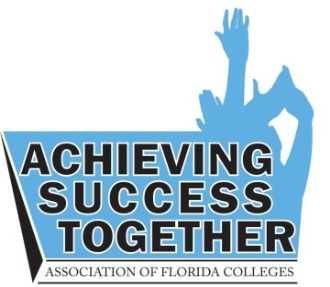 ACHIEVING
SUCCESS
TOGETHER
ASSOCIATION OF FLORIDA COLLEGES